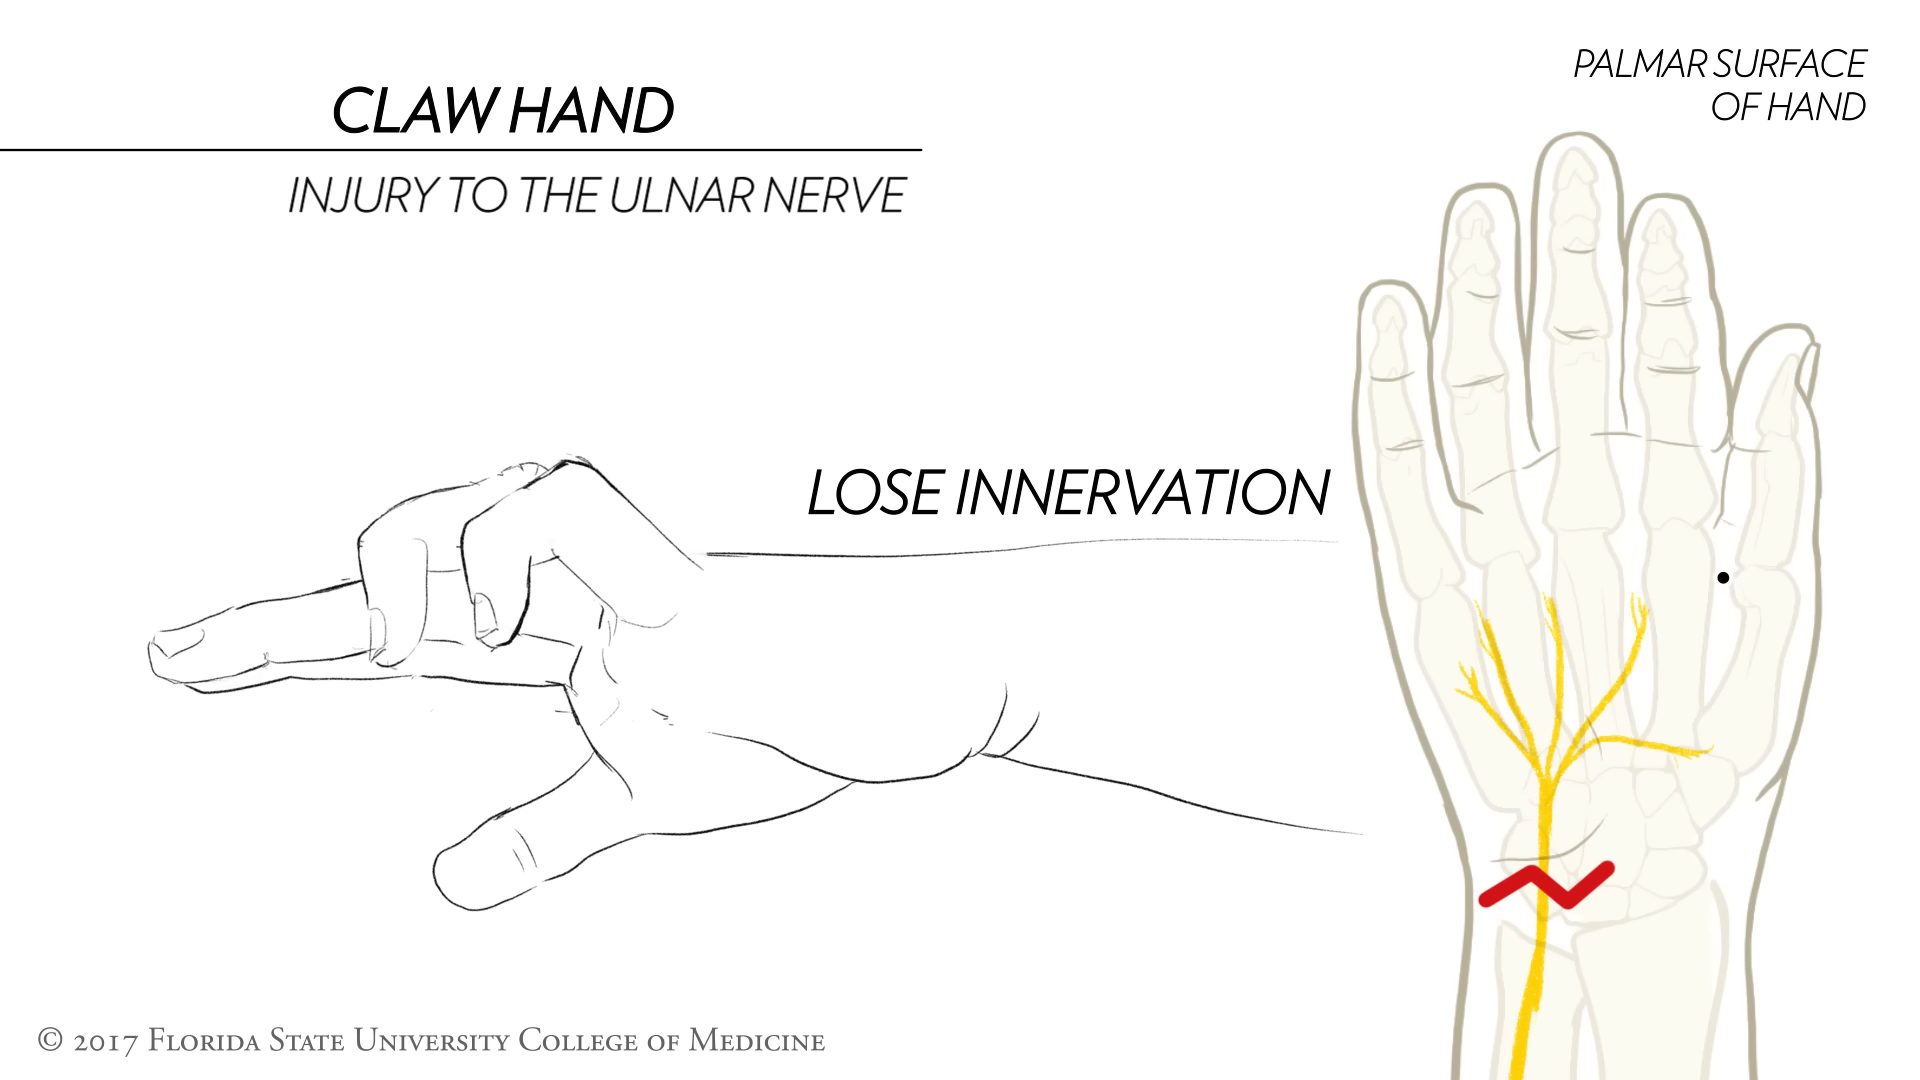 CLAW HAND
INJURY TO THE ULNAR NERVE
PALMAR SURFACE
OF HAND
LOSE INNERVATION
© 2017 Florida State University College of Medicine